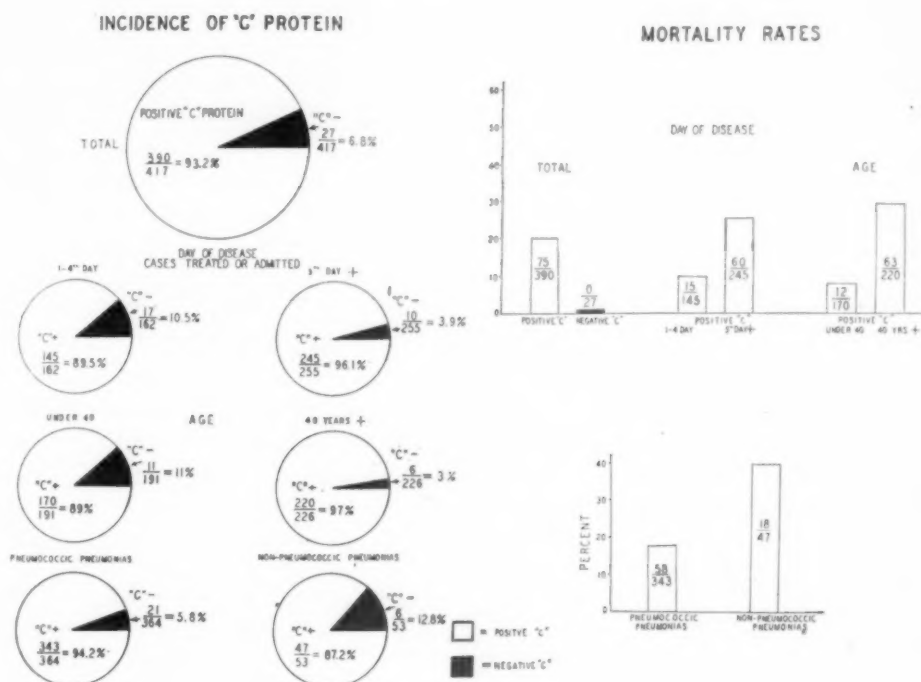 INCIDENCE OF "C" PROTEIN
POSITIVE "C" PROTEIN
TOTAL
390/417 = 93.2%
"C" −
27/417 = 6.8%
DAY OF DISEASE
CASES TREATED OR ADMITTED
1-4TH DAY
"C" −
17/162 = 10.5%
"C"+
145/162 = 89.5%
5TH DAY +
"C" −
10/255 = 3.9%
"C"+
245/255 = 96.1%
AGE
UNDER 40
"C" −
11/191 = 11%
"C"+
170/191 = 89%
40 YEARS +
"C" −
6/226 = 3%
"C"+
220/226 = 97%
PNEUMOCOCCIC PNEUMONIAS
"C" −
21/364 = 5.8%
"C"+
343/364 = 94.2%
NON-PNEUMOCOCCIC PNEUMONIAS
"C" −
6/53 = 12.8%
"C"+
47/53 = 87.2%
= POSITIVE "C"
= NEGATIVE "C"
MORTALITY RATES
60
50
40
30
20
10
0
DAY OF DISEASE
TOTAL
AGE
75/390
0/27
15/145
60/245
12/170
63/220
POSITIVE "C" NEGATIVE "C"
POSITIVE "C"
1-4 DAY 5TH DAY+
POSITIVE "C"
UNDER 40 40 YRS +
PERCENT
40
30
20
10
0
58/343
18/47
PNEUMOCOCCIC
PNEUMONIAS
NON-PNEUMOCOCCIC
PNEUMONIAS